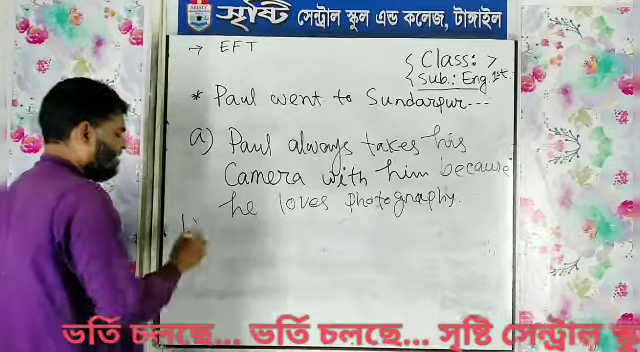 সৃষ্টি সেন্ট্রাল স্কুল এন্ড কলেজ, টাঙ্গাইল
→ EFT
Class: 7
Sub.: Eng. 1st.
* Paul went to Sundarpur---
a) Paul always takes his
Camera with him because
he loves photography.
ভর্তি চলছে... ভর্তি চলছে... সৃষ্টি সেন্ট্রাল স্কু